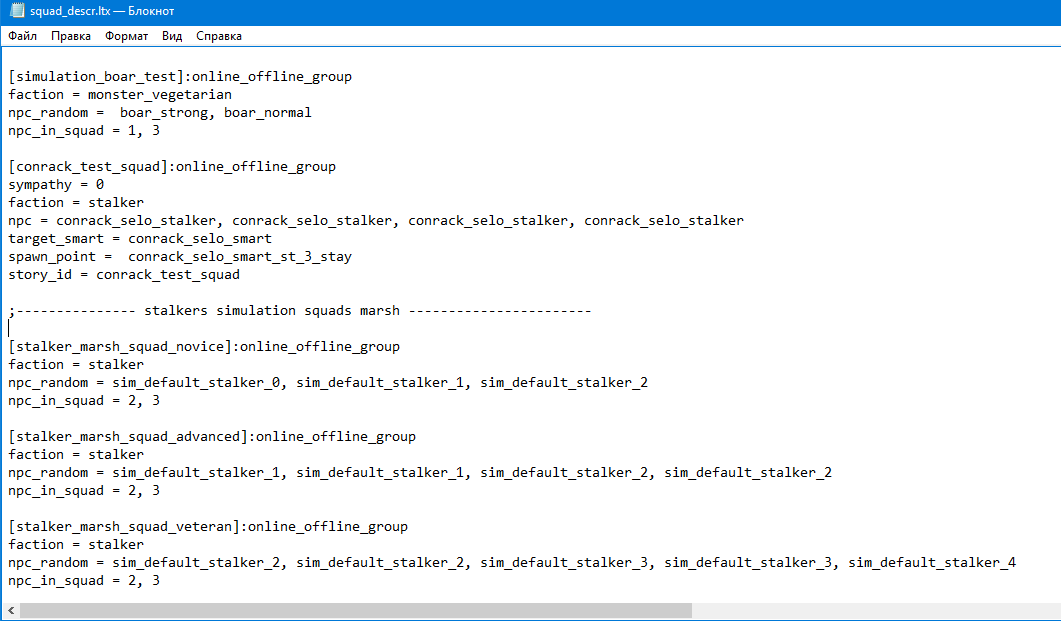 squad_descr.ltx — Блокнот
Файл Правка Формат Вид Справка
[simulation_boar_test]:online_offline_group
faction = monster_vegetarian
npc_random =  boar_strong, boar_normal
npc_in_squad = 1, 3
[conrack_test_squad]:online_offline_group
sympathy = 0
faction = stalker
npc = conrack_selo_stalker, conrack_selo_stalker, conrack_selo_stalker, conrack_selo_stalker
target_smart = conrack_selo_smart
spawn_point =  conrack_selo_smart_st_3_stay
story_id = conrack_test_squad
;--------------- stalkers simulation squads marsh -----------------------
[stalker_marsh_squad_novice]:online_offline_group
faction = stalker
npc_random = sim_default_stalker_0, sim_default_stalker_1, sim_default_stalker_2
npc_in_squad = 2, 3
[stalker_marsh_squad_advanced]:online_offline_group
faction = stalker
npc_random = sim_default_stalker_1, sim_default_stalker_1, sim_default_stalker_2, sim_default_stalker_2
npc_in_squad = 2, 3
[stalker_marsh_squad_veteran]:online_offline_group
faction = stalker
npc_random = sim_default_stalker_2, sim_default_stalker_2, sim_default_stalker_3, sim_default_stalker_3, sim_default_stalker_4
npc_in_squad = 2, 3